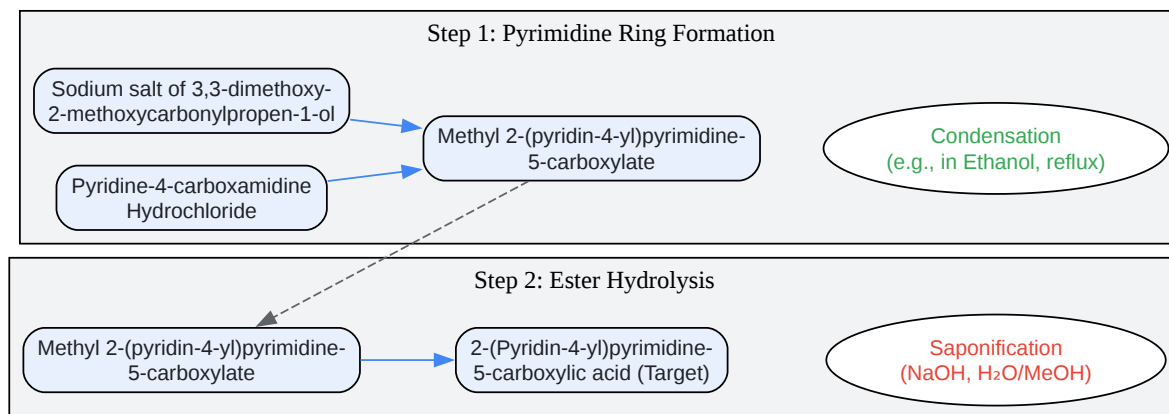 Step 1: Pyrimidine Ring Formation
Sodium salt of 3,3-dimethoxy-
2-methoxycarbonylpropen-1-ol
Methyl 2-(pyridin-4-yl)pyrimidine-
5-carboxylate
Condensation
(e.g., in Ethanol, reflux)
Pyridine-4-carboxamidine
Hydrochloride
Step 2: Ester Hydrolysis
Methyl 2-(pyridin-4-yl)pyrimidine-
5-carboxylate
2-(Pyridin-4-yl)pyrimidine-
5-carboxylic acid (Target)
Saponification
(NaOH, H₂O/MeOH)